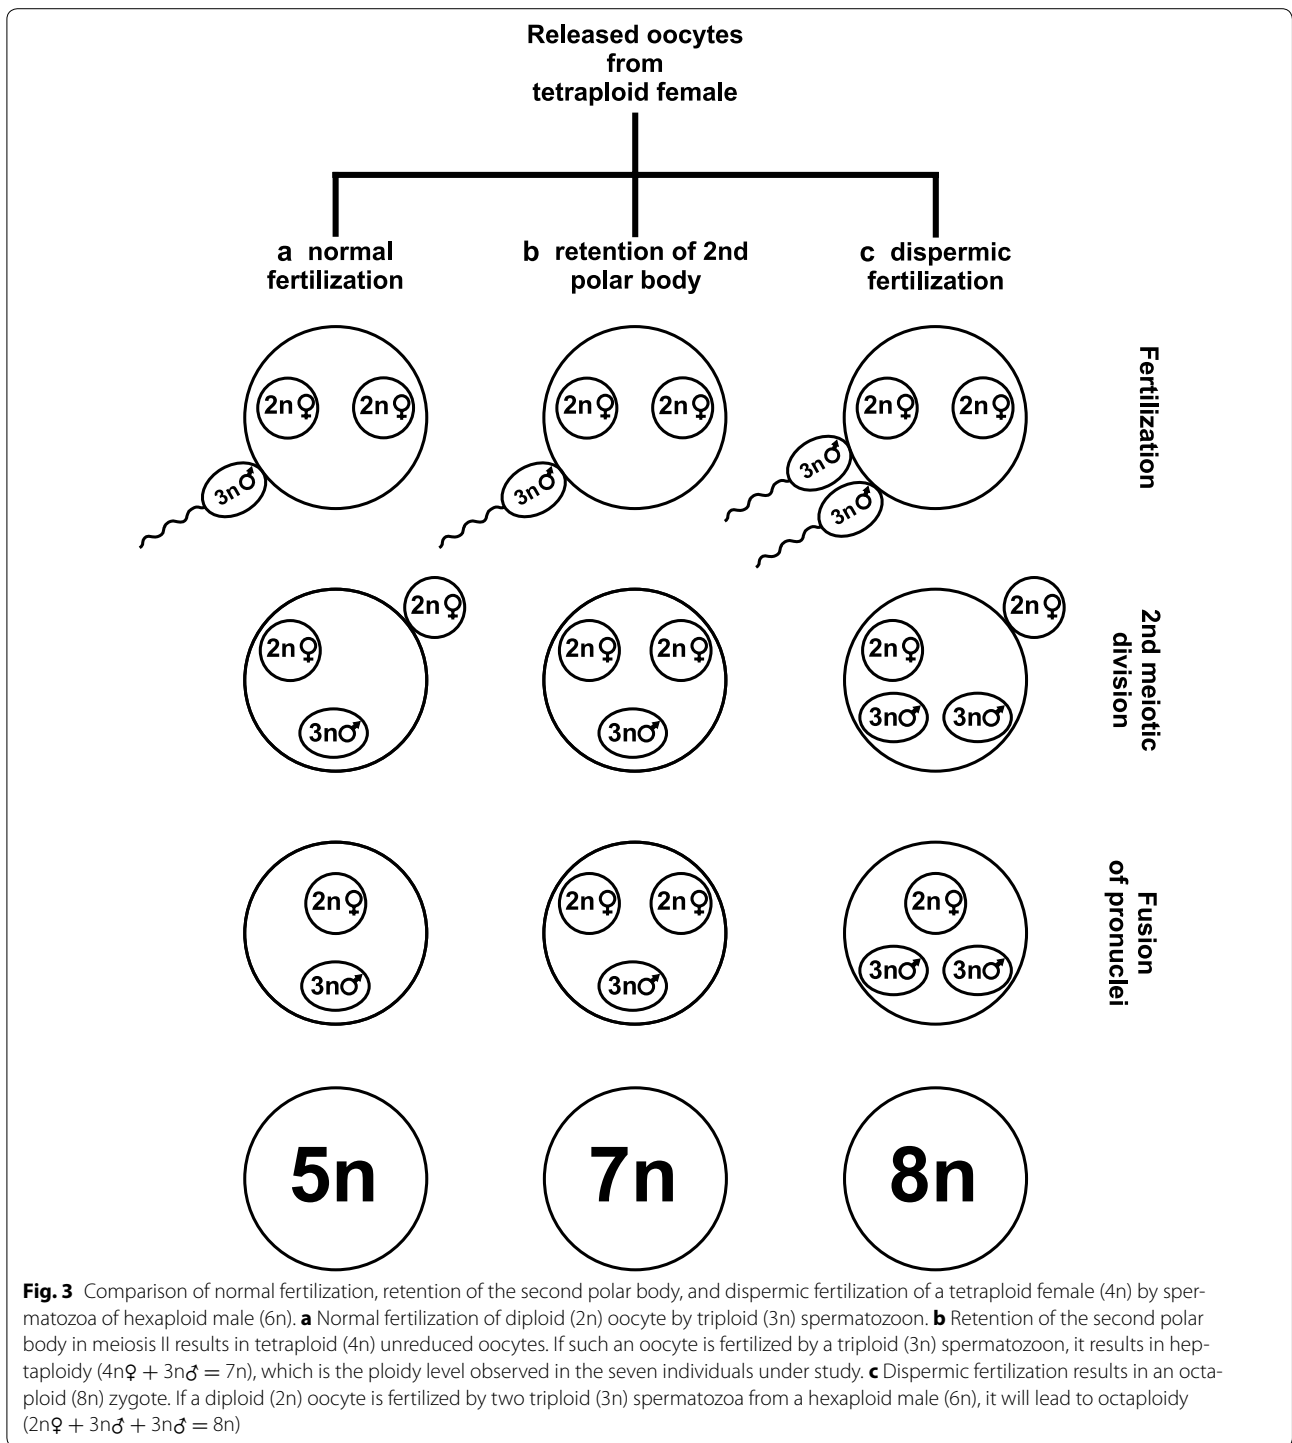 Released oocytes
from
tetraploid female
a normal
fertilization
b retention of 2nd
polar body
c dispermic
fertilization
2n♀ 2n♀
3n♂
2n♀ 2n♀
3n♂
2n♀ 2n♀
3n♂
3n♂
Fertilization
2n♀
2n♀
3n♂
2n♀ 2n♀
3n♂
2n♀
2n♀
3n♂ 3n♂
2nd meiotic
division
2n♀
3n♂
2n♀ 2n♀
3n♂
2n♀
3n♂ 3n♂
Fusion
of pronuclei
5n
7n
8n
Fig. 3 Comparison of normal fertilization, retention of the second polar body, and dispermic fertilization of a tetraploid female (4n) by sper-
matozoa of hexaploid male (6n). a Normal fertilization of diploid (2n) oocyte by triploid (3n) spermatozoon. b Retention of the second polar
body in meiosis II results in tetraploid (4n) unreduced oocytes. If such an oocyte is fertilized by a triploid (3n) spermatozoon, it results in hep-
taploidy (4n♀ + 3n♂ = 7n), which is the ploidy level observed in the seven individuals under study. c Dispermic fertilization results in an octa-
ploid (8n) zygote. If a diploid (2n) oocyte is fertilized by two triploid (3n) spermatozoa from a hexaploid male (6n), it will lead to octaploidy
(2n♀ + 3n♂ + 3n♂ = 8n)